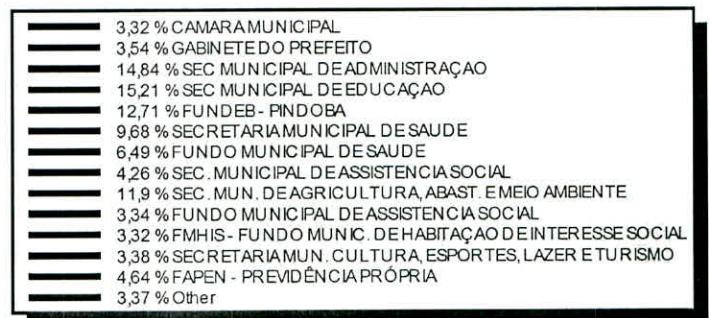 3,32 % CAMARA MUNICIPAL
3,54 % GABINETE DO PREFEITO
14,84 % SEC MUNICIPAL DE ADMINISTRAÇAO
15,21 % SEC MUNICIPAL DE EDUCAÇAO
12,71 % FUNDEB - PINDOBA
9,68 % SECRETARIA MUNICIPAL DE SAUDE
6,49 % FUNDO MUNICIPAL DE SAUDE
4,26 % SEC. MUNICIPAL DE ASSISTENCIA SOCIAL
11,9 % SEC. MUN. DE AGRICULTURA, ABAST. E MEIO AMBIENTE
3,34 % FUNDO MUNICIPAL DE ASSISTENCIA SOCIAL
3,32 % FMHIS - FUNDO MUNIC. DE HABITAÇAO DE INTERESSE SOCIAL
3,38 % SECRETARIA MUN. CULTURA, ESPORTES, LAZER E TURISMO
4,64 % FAPEN - PREVIDÊNCIA PRÓPRIA
3,37 % Other